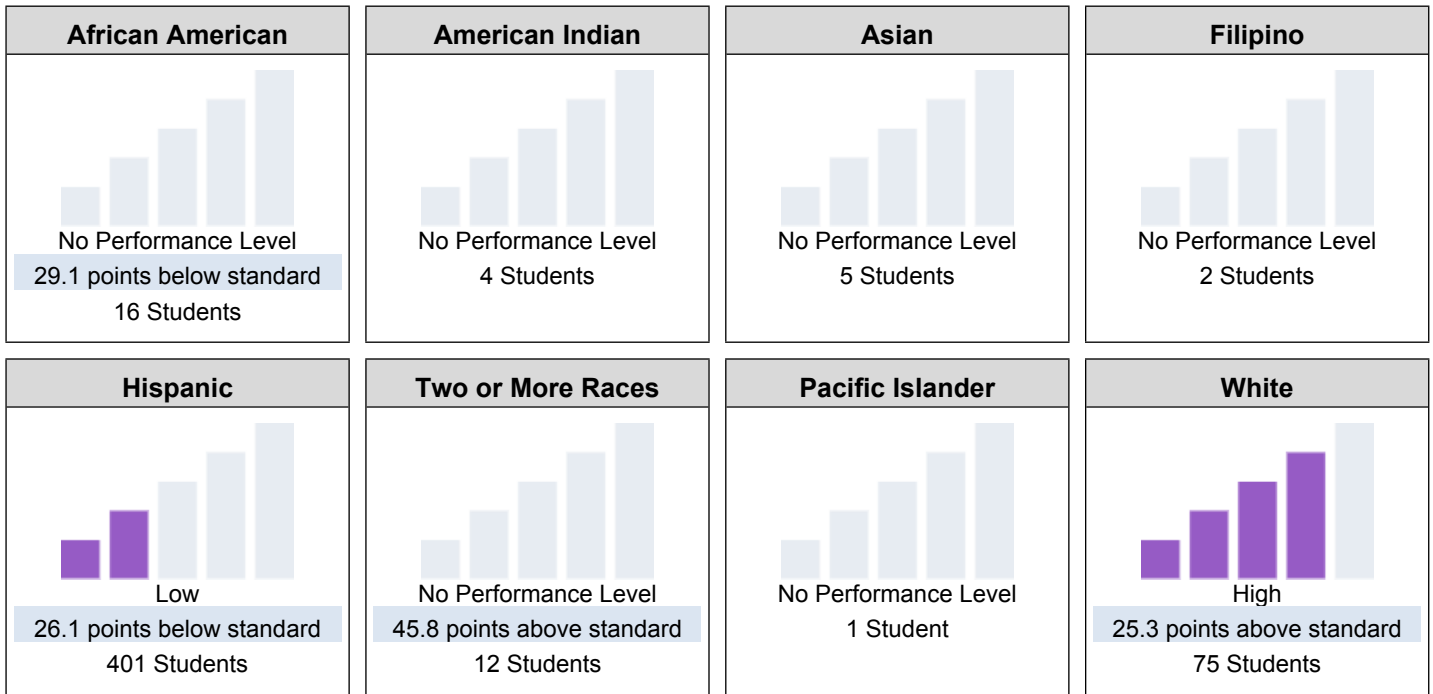 African American
No Performance Level
29.1 points below standard
16 Students
American Indian
No Performance Level
4 Students
Asian
No Performance Level
5 Students
Filipino
No Performance Level
2 Students
Hispanic
Low
26.1 points below standard
401 Students
Two or More Races
No Performance Level
45.8 points above standard
12 Students
Pacific Islander
No Performance Level
1 Student
White
High
25.3 points above standard
75 Students